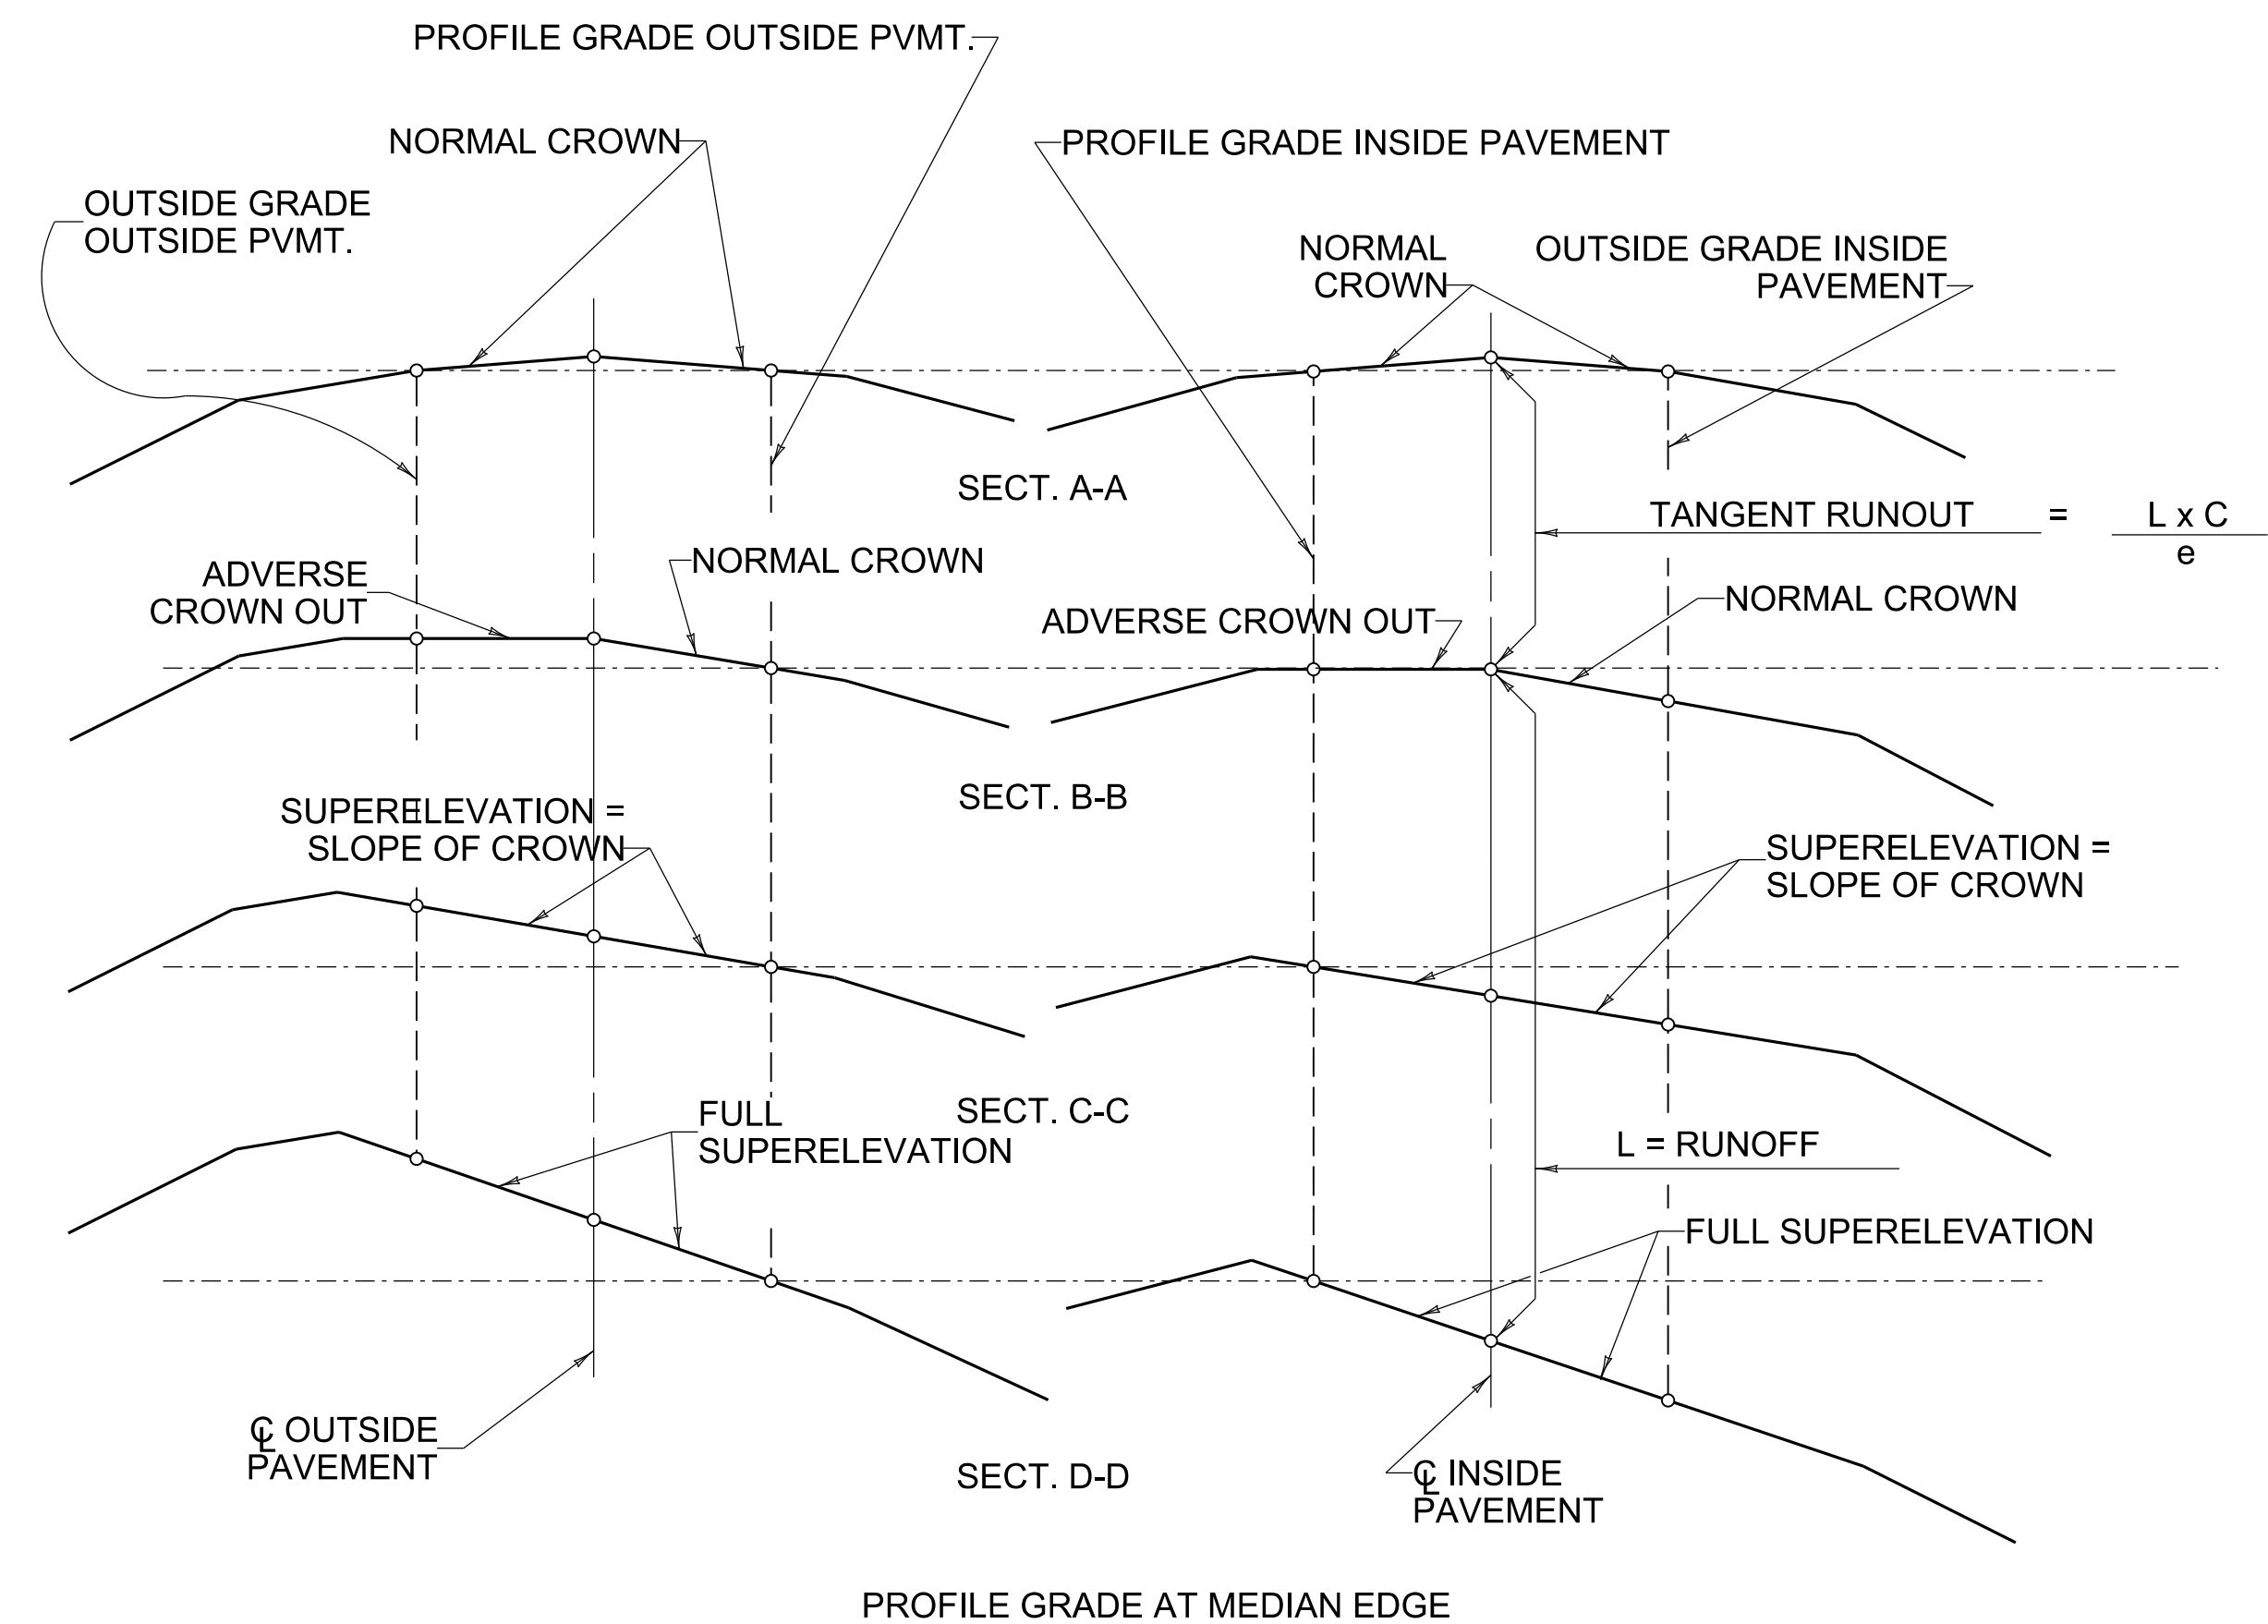 PROFILE GRADE OUTSIDE PVMT.
NORMAL CROWN
PROFILE GRADE INSIDE PAVEMENT
OUTSIDE GRADE
OUTSIDE PVMT.
NORMAL
CROWN
OUTSIDE GRADE INSIDE
PAVEMENT
SECT. A-A
TANGENT RUNOUT = L x C
e
ADVERSE
CROWN OUT
NORMAL CROWN
ADVERSE CROWN OUT
NORMAL CROWN
SECT. B-B
SUPERELEVATION =
SLOPE OF CROWN
SUPERELEVATION =
SLOPE OF CROWN
SECT. C-C
FULL
SUPERELEVATION
L = RUNOFF
FULL SUPERELEVATION
℄ OUTSIDE
PAVEMENT
SECT. D-D
℄ INSIDE
PAVEMENT
PROFILE GRADE AT MEDIAN EDGE